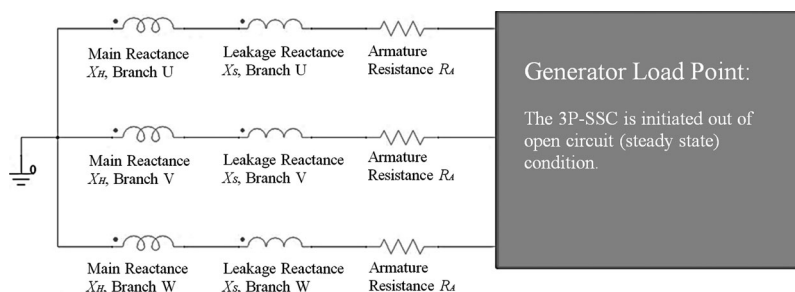 Main Reactance
XH, Branch U
Leakage Reactance
XS, Branch U
Armature
Resistance RA
Generator Load Point:
The 3P-SSC is initiated out of
open circuit (steady state)
condition.
0
Main Reactance
XH, Branch V
Leakage Reactance
XS, Branch V
Armature
Resistance RA
Main Reactance
XH, Branch W
Leakage Reactance
XS, Branch W
Armature
Resistance RA